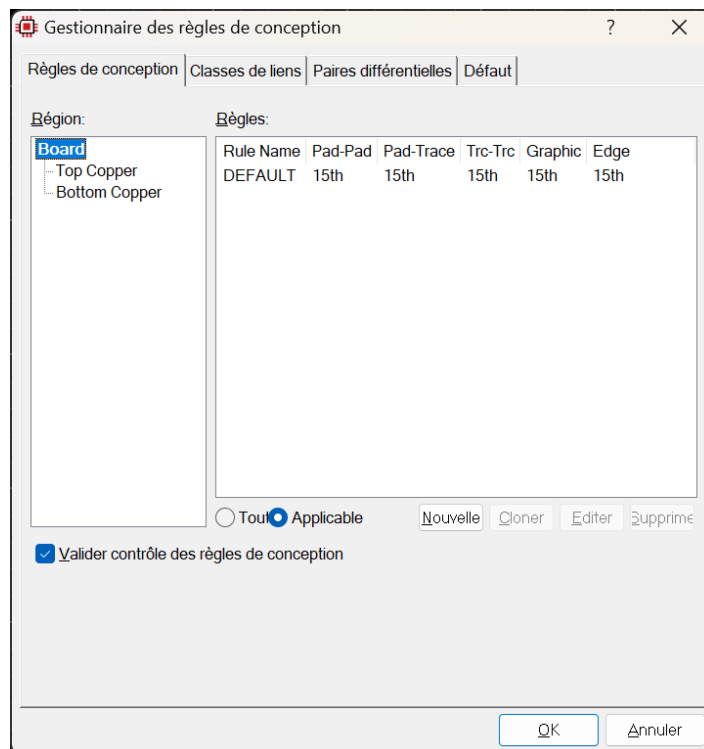 Gestionnaire des règles de conception ?
Règles de conception Classes de liens Paires différentielles Défaut
Région:
Board
Top Copper
Bottom Copper
Règles:
Rule Name Pad-Pad Pad-Trace Trc-Trc Graphic Edge
DEFAULT 15th 15th 15th 15th 15th
Tout Applicable Nouvelle Cloner Editer Supprime
Valider contrôle des règles de conception
OK Annuler